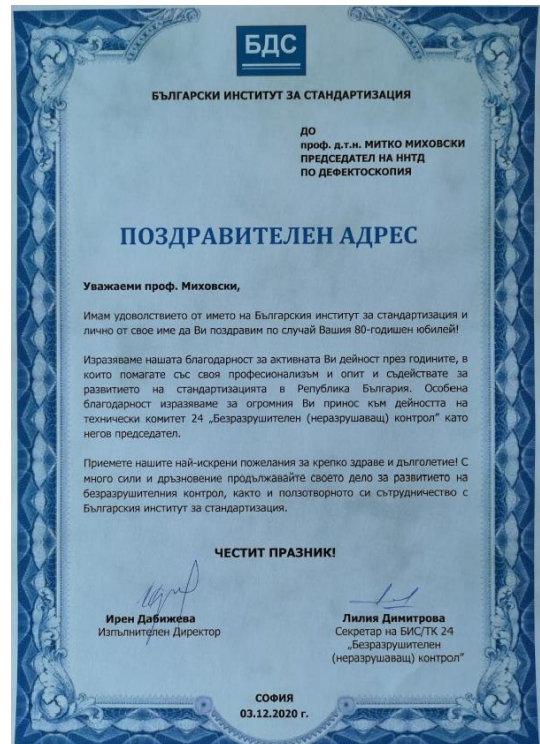 БДС
БЪЛГАРСКИ ИНСТИТУТ ЗА СТАНДАРТИЗАЦИЯ
ДО
проф. д.т.н. МИТКО МИХОВСКИ
ПРЕДСЕДАТЕЛ НА ННТД
ПО ДЕФЕКТОСКОПИЯ
ПОЗДРАВИТЕЛЕН АДРЕС
Уважаеми проф. Миховски,
Имам удоволствието от името на Българския институт за стандартизация и
лично от свое име да Ви поздравим по случай Вашия 80-годишен юбилей!
Изразяваме нашата благодарност за активната Ви дейност през годините, в
които помагате със своя професионализъм и опит и съдействате за
развитието на стандартизацията в Република България. Особена
благодарност изразяваме за огромния Ви принос към дейността на
технически комитет 24 „Безразрушителен (неразрушаващ) контрол” като
негов председател.
Приемете нашите най-искрени пожелания за крепко здраве и дълголетие! С
много сили и дръзновение продължавайте своето дело за развитието на
безразрушителния контрол, както и ползотворното си сътрудничество с
Българския институт за стандартизация.
ЧЕСТИТ ПРАЗНИК!
Ирен Дабижева
Изпълнителен Директор
Лилия Димитрова
Секретар на БИС/ТК 24
„Безразрушителен
(неразрушаващ) контрол”
СОФИЯ
03.12.2020 г.